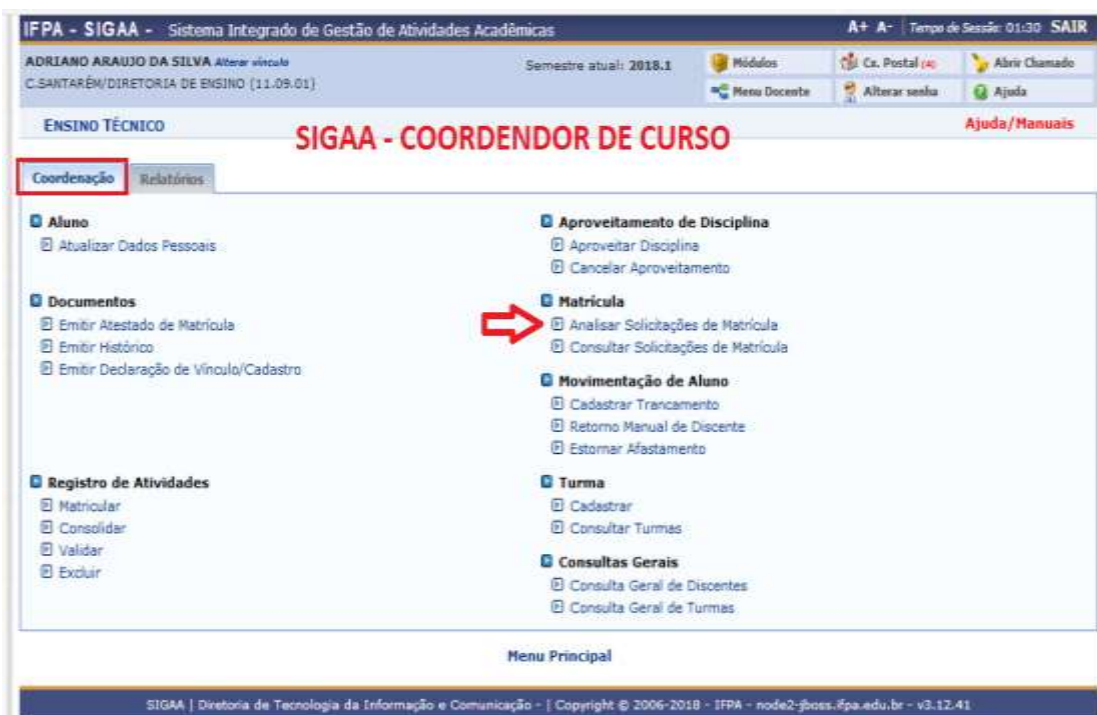 IFPA - SIGAA - Sistema Integrado de Gestão de Atividades Acadêmicas A+ A- Tempo de Sessão: 01:30 SAIR
ADRIANO ARAUJO DA SILVA Alterar vínculo Semestre atual: 2018.1 Módulos Cx. Postal (4) Abrir Chamado
C.SANTARÉM/DIRETORIA DE ENSINO (11.09.01) Menu Docente Alterar senha Ajuda
ENSINO TÉCNICO Ajuda/Manuais
SIGAA - COORDENDOR DE CURSO
Coordenação Relatórios
Aluno
Atualizar Dados Pessoais
Aproveitamento de Disciplina
Aproveitar Disciplina
Cancelar Aproveitamento
Documentos
Emitir Atestado de Matrícula
Emitir Histórico
Emitir Declaração de Vínculo/Cadastro
Matrícula
Analisar Solicitações de Matrícula
Consultar Solicitações de Matrícula
Movimentação de Aluno
Cadastrar Trancamento
Retorno Manual de Discente
Estornar Afastamento
Registro de Atividades
Matricular
Consolidar
Validar
Excluir
Turma
Cadastrar
Consultar Turmas
Consultas Gerais
Consulta Geral de Discentes
Consulta Geral de Turmas
Menu Principal
SIGAA | Diretoria de Tecnologia da Informação e Comunicação - | Copyright © 2006-2018 - IFPA - node2-jboss.ifpa.edu.br - v3.12.41